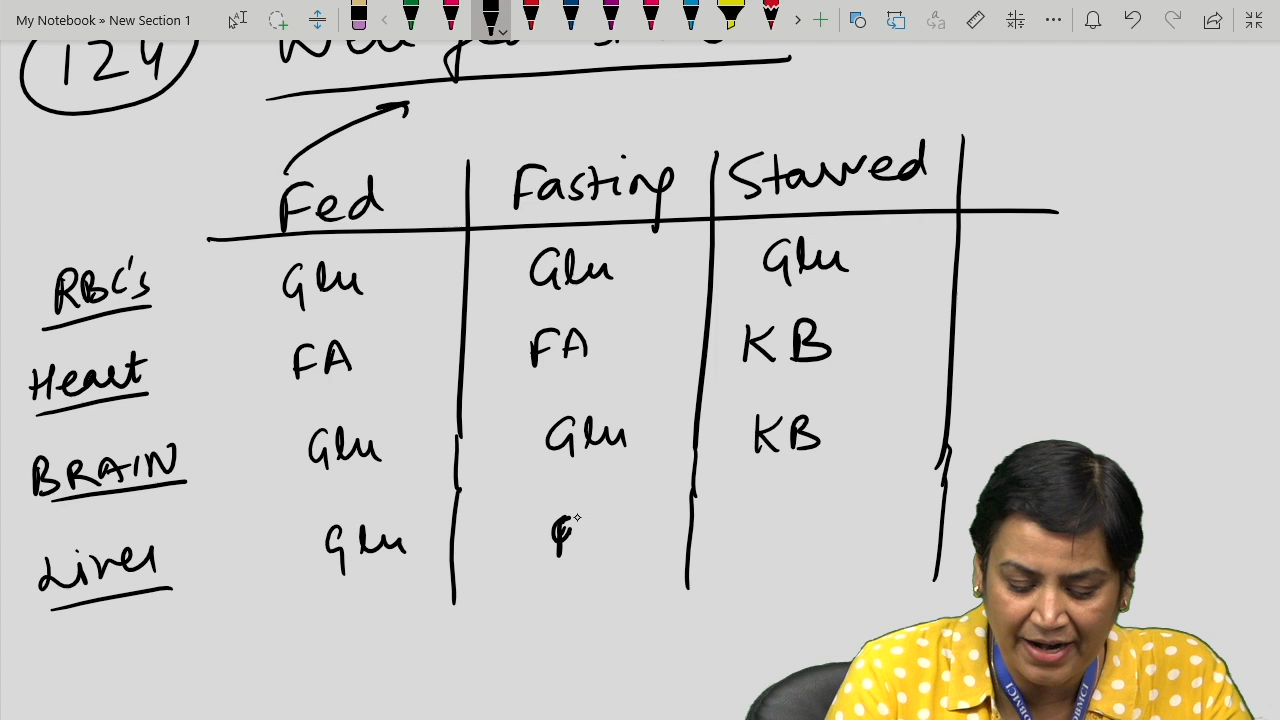 My Notebook » New Section 1
124
Fed Fasting Starved
RBC's Glu Glu Glu
Heart FA FA KB
BRAIN Glu Glu KB
Liver Glu